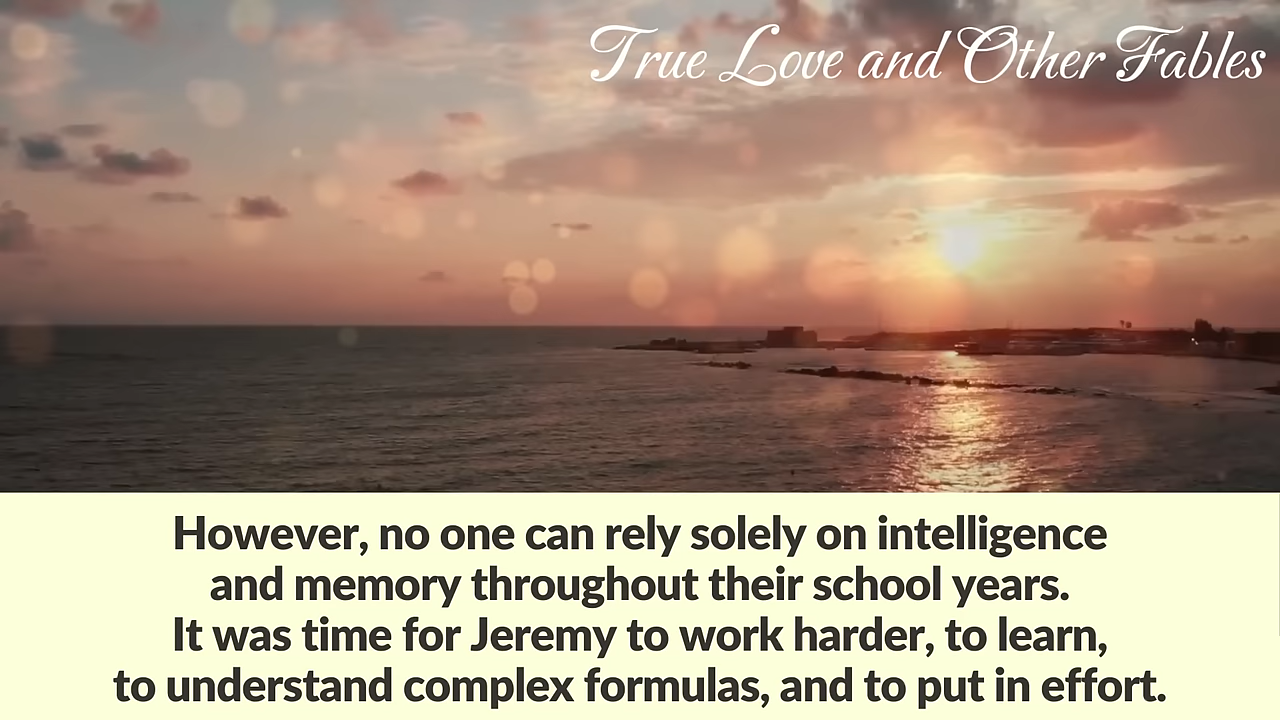 True Love and Other Fables
However, no one can rely solely on intelligence
and memory throughout their school years.
It was time for Jeremy to work harder, to learn,
to understand complex formulas, and to put in effort.